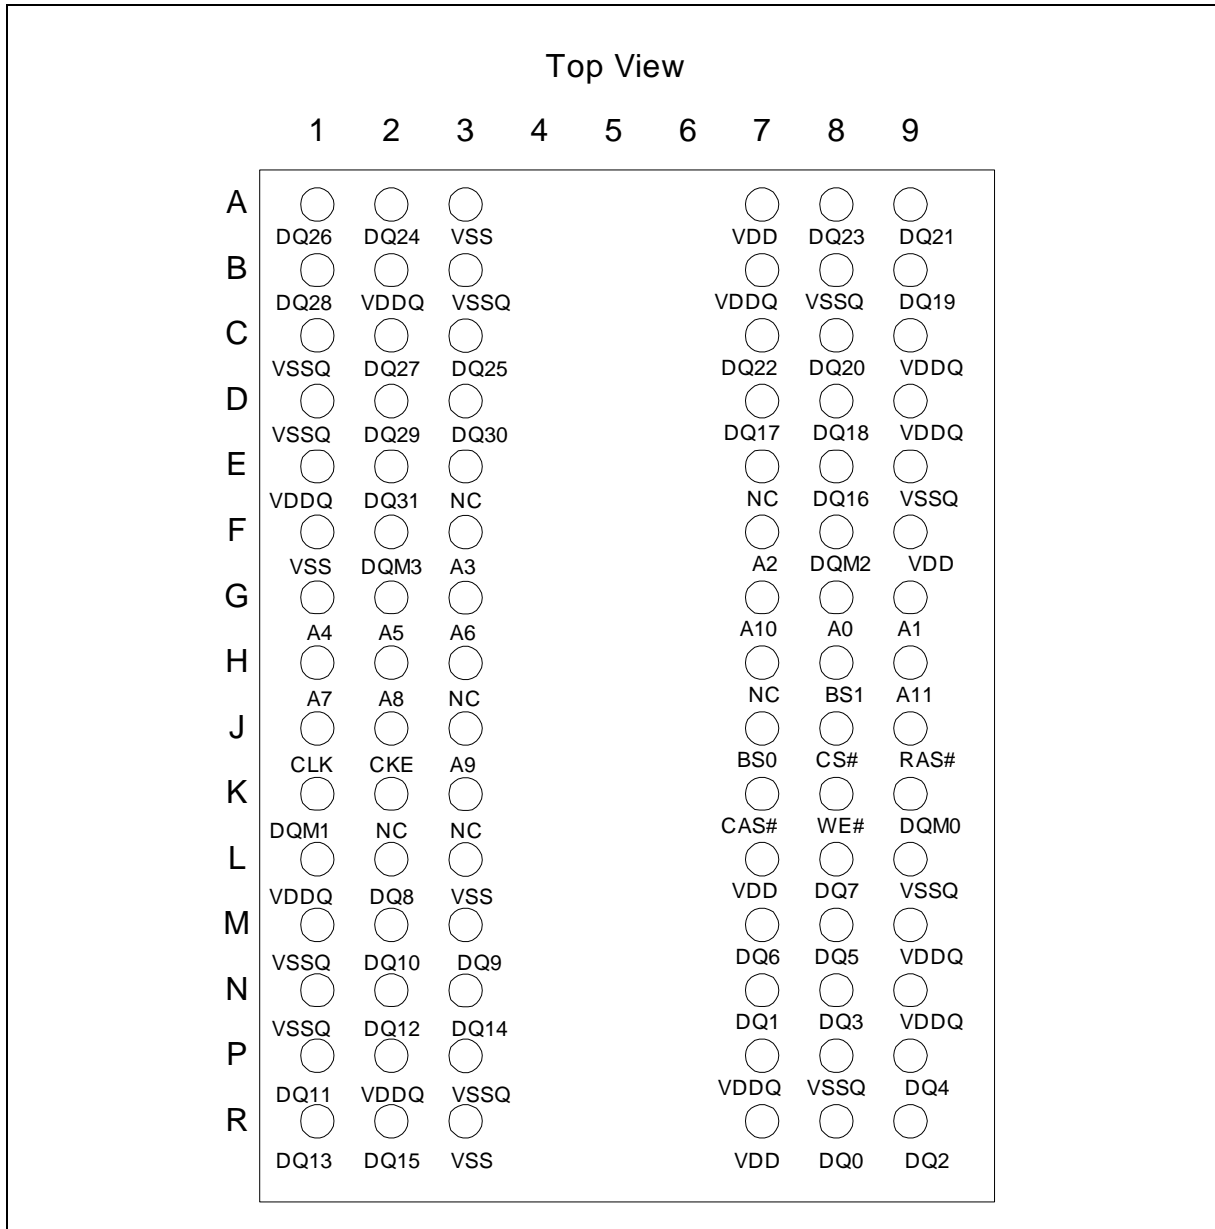 Top View
1 2 3 4 5 6 7 8 9
A
DQ26 DQ24 VSS VDD DQ23 DQ21
B
DQ28 VDDQ VSSQ VDDQ VSSQ DQ19
C
VSSQ DQ27 DQ25 DQ22 DQ20 VDDQ
D
VSSQ DQ29 DQ30 DQ17 DQ18 VDDQ
E
VDDQ DQ31 NC NC DQ16 VSSQ
F
VSS DQM3 A3 A2 DQM2 VDD
G
A4 A5 A6 A10 A0 A1
H
A7 A8 NC NC BS1 A11
J
CLK CKE A9 BS0 CS# RAS#
K
DQM1 NC NC CAS# WE# DQM0
L
VDDQ DQ8 VSS VDD DQ7 VSSQ
M
VSSQ DQ10 DQ9 DQ6 DQ5 VDDQ
N
VSSQ DQ12 DQ14 DQ1 DQ3 VDDQ
P
DQ11 VDDQ VSSQ VDDQ VSSQ DQ4
R
DQ13 DQ15 VSS VDD DQ0 DQ2